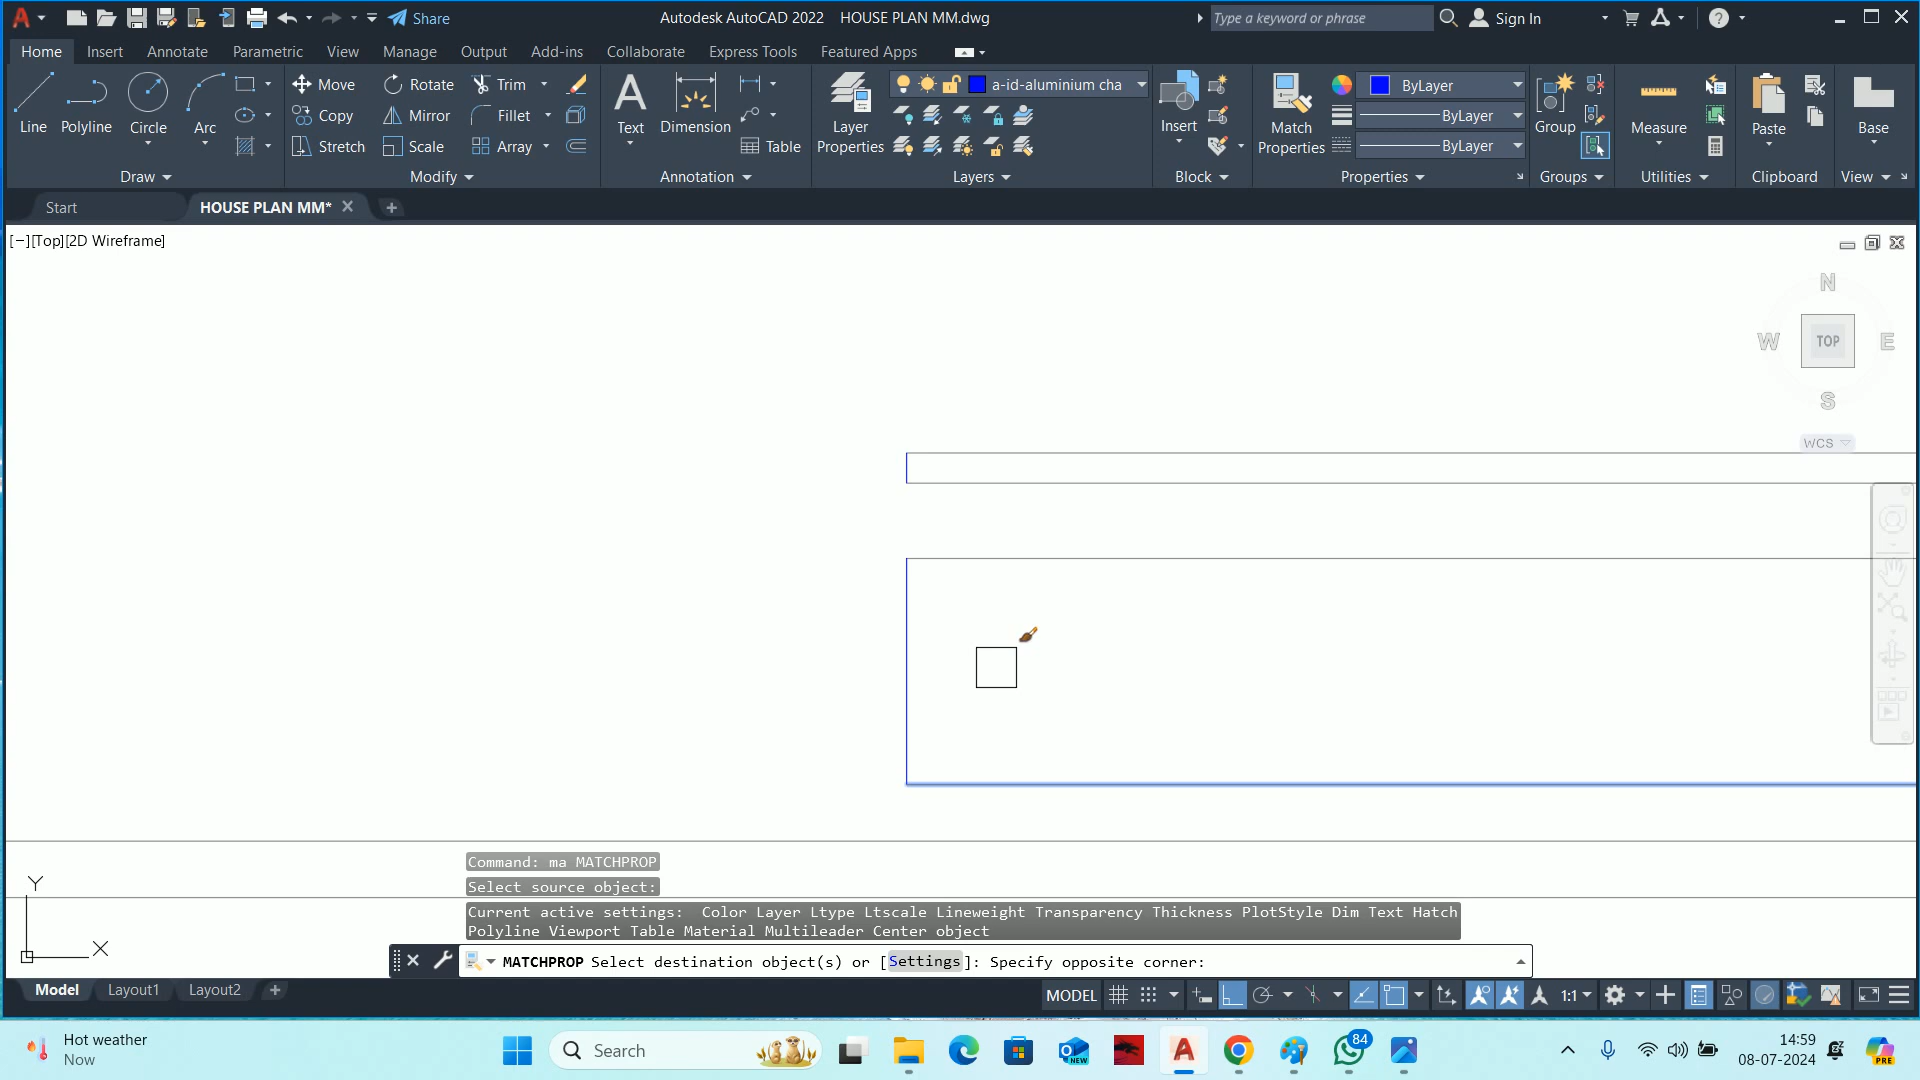 Share
Autodesk AutoCAD 2022 HOUSE PLAN MM.dwg
Type a keyword or phrase
Sign In
Home Insert Annotate Parametric View Manage Output Add-ins Collaborate Express Tools Featured Apps
Line Polyline Circle Arc
Move Rotate Trim
Copy Mirror Fillet
Stretch Scale Array
Text Dimension Table
Layer Properties
a-id-aluminium cha
Insert
Match Properties
ByLayer
ByLayer
ByLayer
Group
Measure
Paste
Base
Draw Modify Annotation Layers Block Properties Groups Utilities Clipboard View
Start HOUSE PLAN MM*
[−][Top][2D Wireframe]
N
W TOP E
S
WCS
Command: ma MATCHPROP
Select source object:
Current active settings: Color Layer Ltype Ltscale Lineweight Transparency Thickness PlotStyle Dim Text Hatch
Polyline Viewport Table Material Multileader Center object
MATCHPROP Select destination object(s) or [Settings]: Specify opposite corner:
Y
X
Model Layout1 Layout2
MODEL 1:1
Hot weather
Now
Search
NEW
84
14:59
08-07-2024
PRE